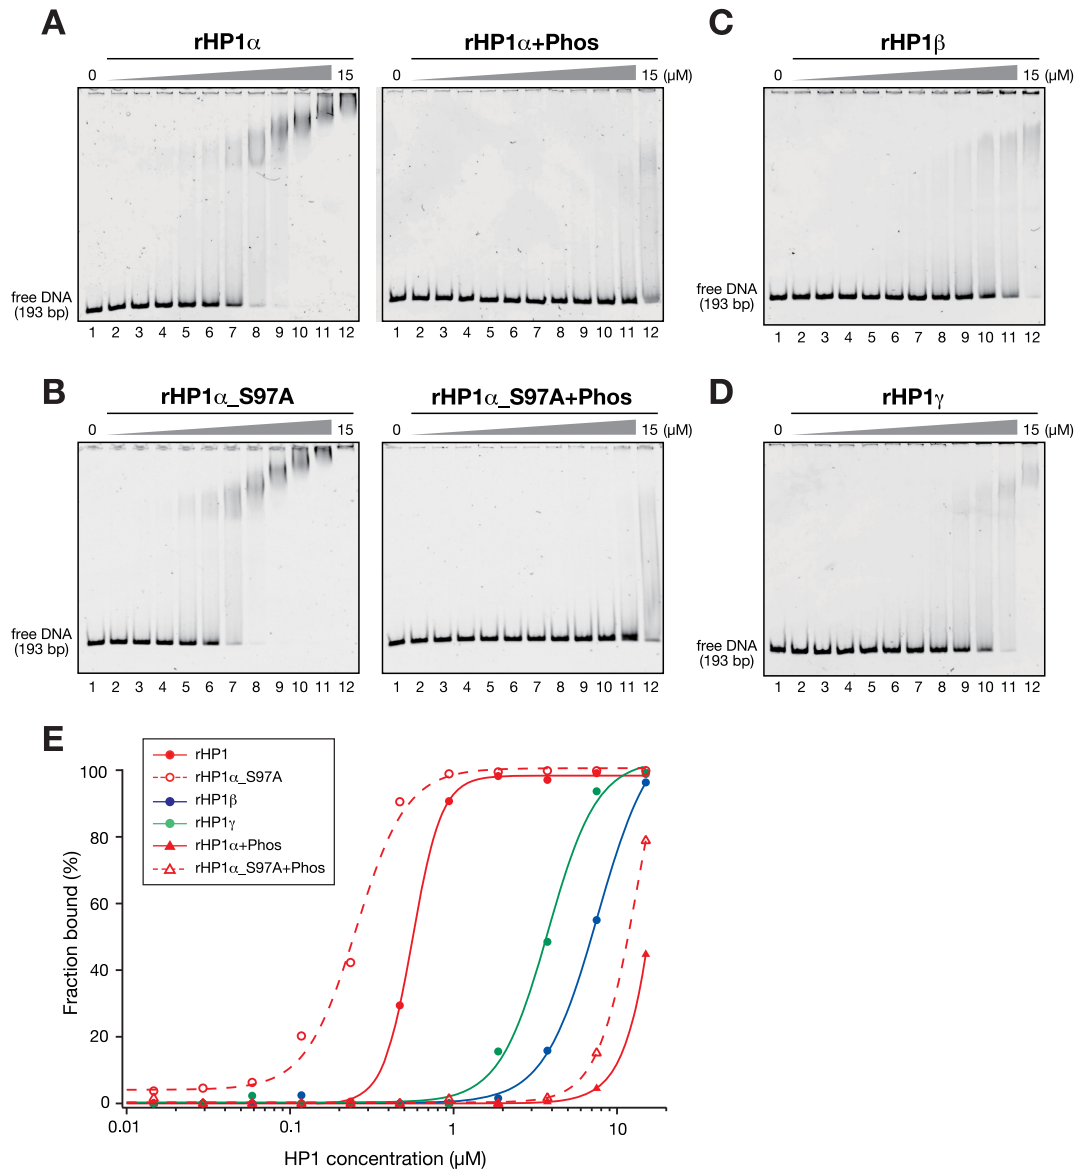 A
rHP1α
0
15
rHP1α+Phos
0
15 (µM)
free DNA
(193 bp)
1 2 3 4 5 6 7 8 9 10 11 12
1 2 3 4 5 6 7 8 9 10 11 12
C
rHP1β
0
15 (µM)
free DNA
(193 bp)
1 2 3 4 5 6 7 8 9 10 11 12
B
rHP1α_S97A
0
15
rHP1α_S97A+Phos
0
15 (µM)
free DNA
(193 bp)
1 2 3 4 5 6 7 8 9 10 11 12
1 2 3 4 5 6 7 8 9 10 11 12
D
rHP1γ
0
15 (µM)
free DNA
(193 bp)
1 2 3 4 5 6 7 8 9 10 11 12
E
rHP1
rHP1α_S97A
rHP1β
rHP1γ
rHP1α+Phos
rHP1α_S97A+Phos
Fraction bound (%)
100
80
60
40
20
0
0.01 0.1 1 10
HP1 concentration (µM)